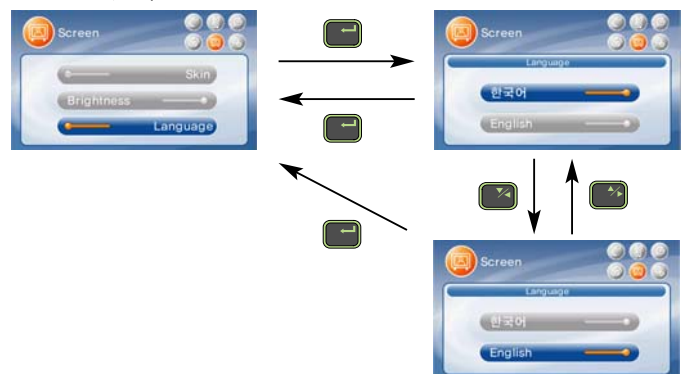 Screen
Skin
Brightness
Language
Screen
Language
한국어
English
Screen
Language
한국어
English